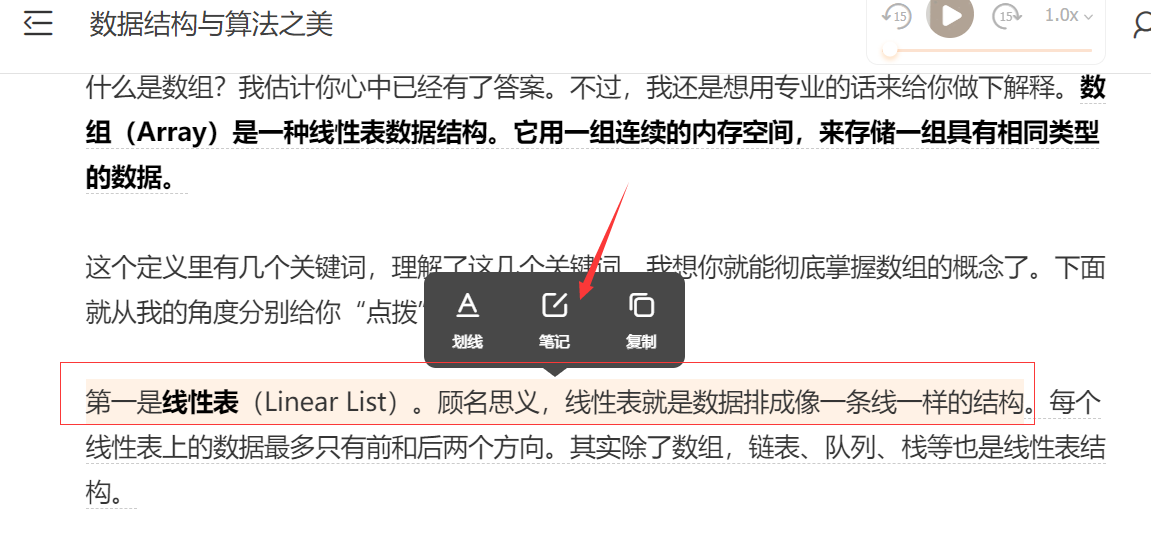 数据结构与算法之美
15
15
1.0x
什么是数组？我估计你心中已经有了答案。不过，我还是想用专业的话来给你做下解释。数
组（Array）是一种线性表数据结构。它用一组连续的内存空间，来存储一组具有相同类型
的数据。
这个定义里有几个关键词，理解了这几个关键词，我想你就能彻底掌握数组的概念了。下面
就从我的角度分别给你“点拨”
划线
笔记
复制
第一是线性表（Linear List）。顾名思义，线性表就是数据排成像一条线一样的结构。每个
线性表上的数据最多只有前和后两个方向。其实除了数组，链表、队列、栈等也是线性表结
构。